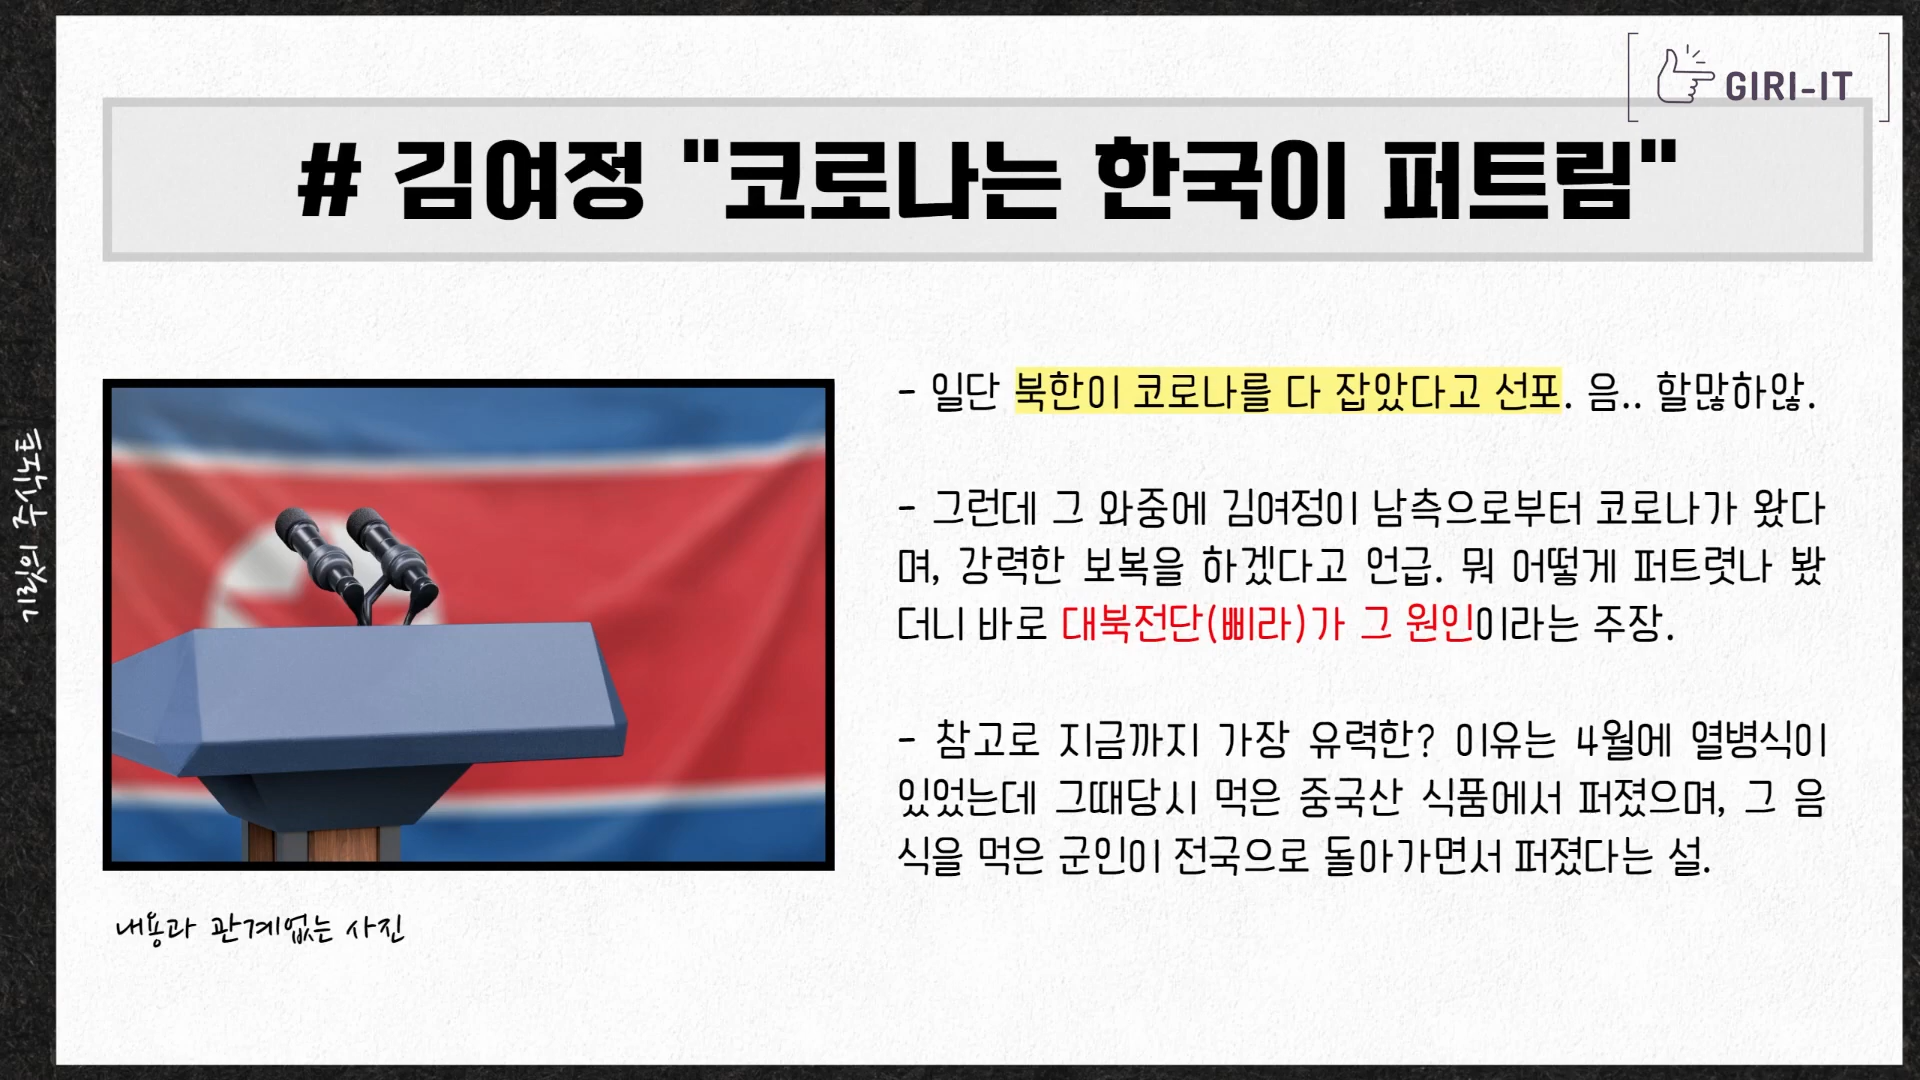 GIRI-IT
# 김여정 "코로나는 한국이 퍼트림"
- 일단 북한이 코로나를 다 잡았다고 선포. 음.. 할많하않.
- 그런데 그 와중에 김여정이 남측으로부터 코로나가 왔다
며, 강력한 보복을 하겠다고 언급. 뭐 어떻게 퍼트렷나 봤
더니 바로 대북전단(삐라)가 그 원인이라는 주장.
- 참고로 지금까지 가장 유력한? 이유는 4월에 열병식이
있었는데 그때당시 먹은 중국산 식품에서 퍼졌으며, 그 음
식을 먹은 군인이 전국으로 돌아가면서 퍼졌다는 설.
내용과 관계없는 사진
기릿의 주식노트